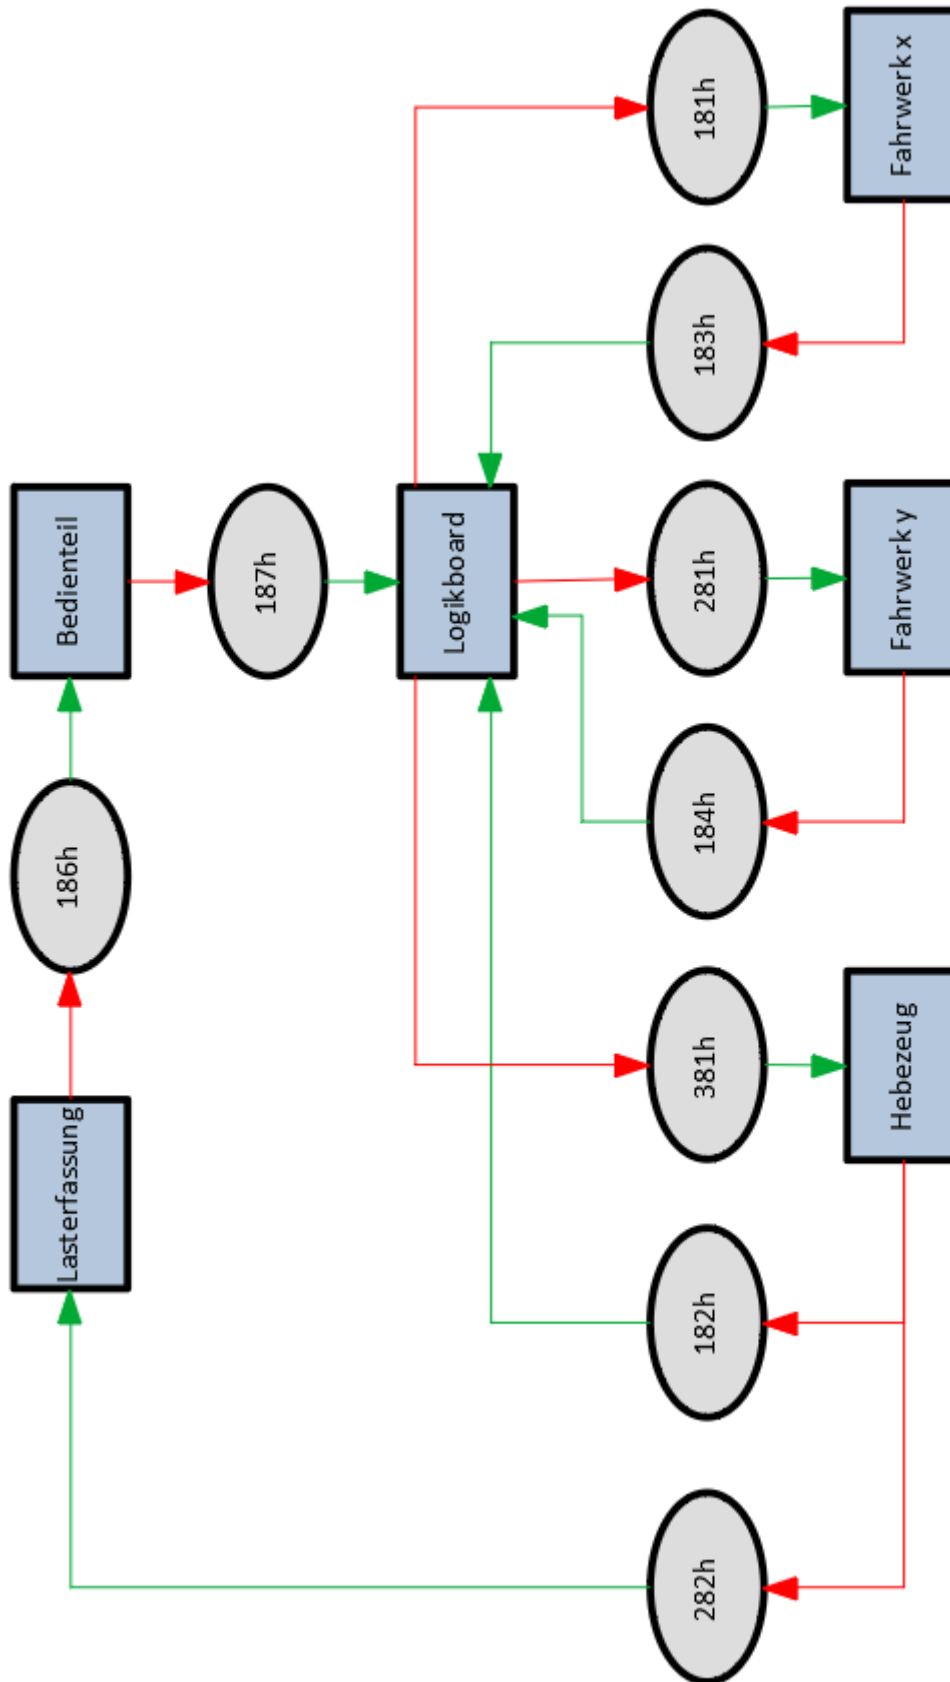 Lasterfassung
186h
Bedienteil
187h
Logikboard
282h
182h
381h
184h
281h
183h
181h
Hebezeug
Fahrwerk y
Fahrwerk x